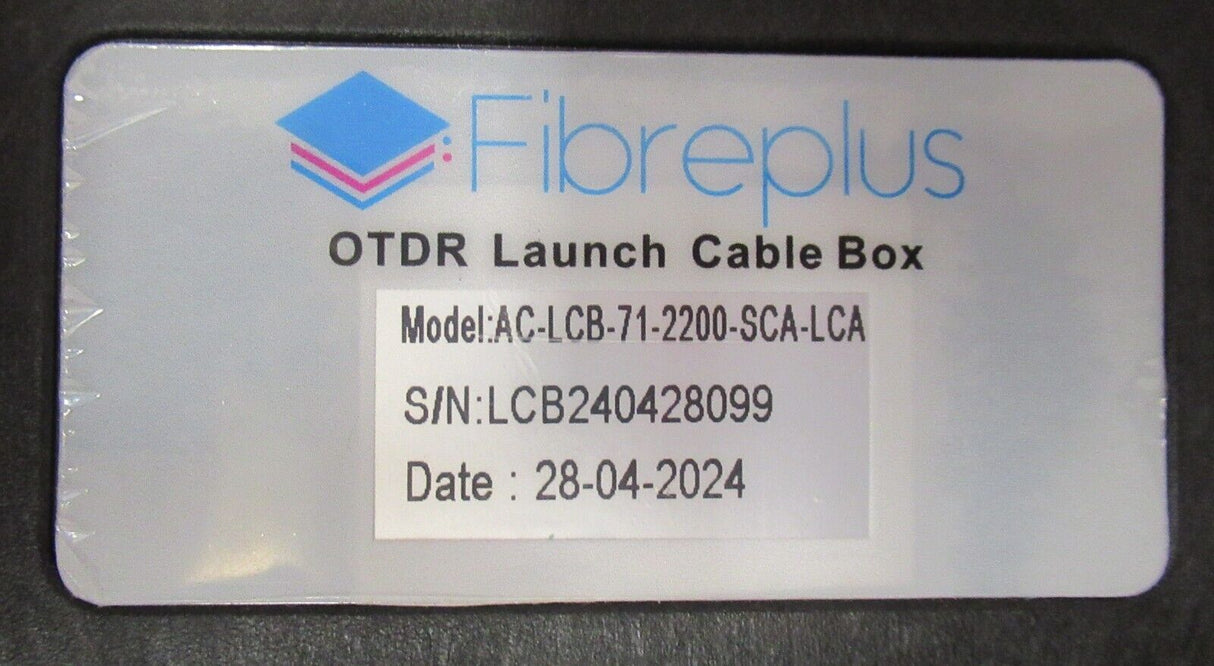 Fibreplus
OTDR Launch Cable Box
Model:AC-LCB-71-2200-SCA-LCA
S/N:LCB240428099
Date : 28-04-2024